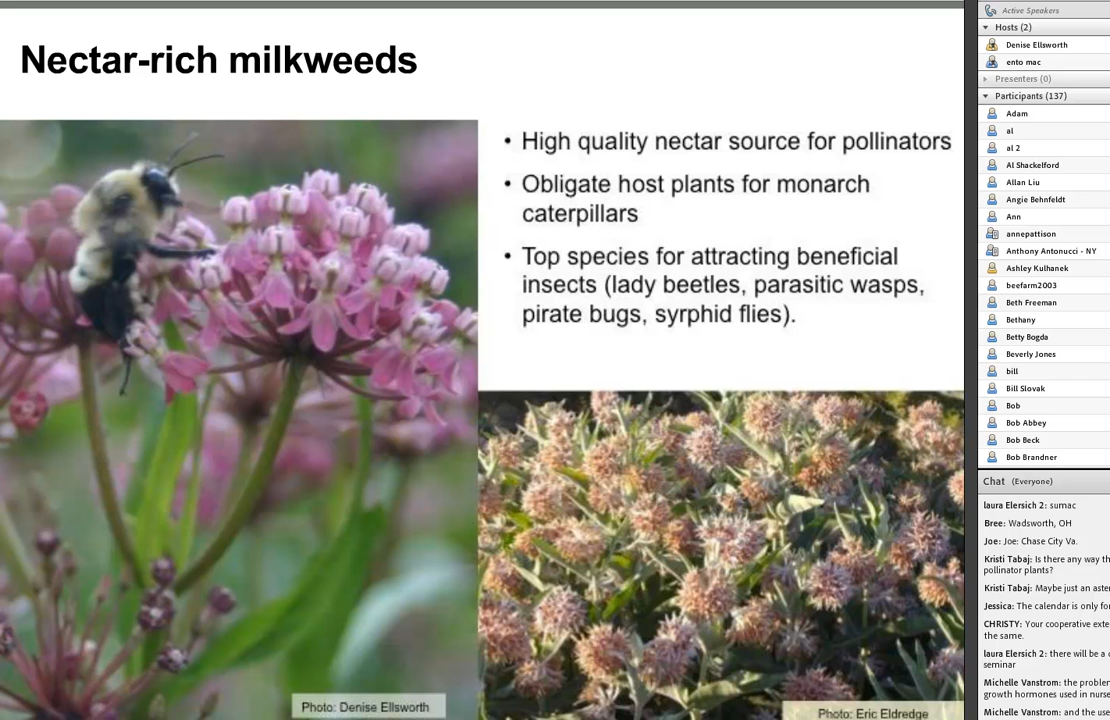 Nectar-rich milkweeds
• High quality nectar source for pollinators
• Obligate host plants for monarch
caterpillars
• Top species for attracting beneficial
insects (lady beetles, parasitic wasps,
pirate bugs, syrphid flies).
Photo: Denise Ellsworth
Photo: Eric Eldredge
Active Speakers
Hosts (2)
Denise Ellsworth
ento mac
Presenters (0)
Participants (137)
Adam
al
al 2
Al Shackelford
Allan Liu
Angie Behnfeldt
Ann
annepattison
Anthony Antonucci - NY
Ashley Kulhanek
beefarm2003
Beth Freeman
Bethany
Betty Bogda
Beverly Jones
bill
Bill Slovak
Bob
Bob Abbey
Bob Beck
Bob Brandner
Chat (Everyone)
laura Elersich 2: sumac
Bree: Wadsworth, OH
Joe: Joe: Chase City Va.
Kristi Tabaj: Is there any way th
pollinator plants?
Kristi Tabaj: Maybe just an aste
Jessica: The calendar is only fo
CHRISTY: Your cooperative exte
the same.
laura Elersich 2: there will be a
seminar
Michelle Vanstrom: the probler
growth hormones used in nurse
Michelle Vanstrom: and the use